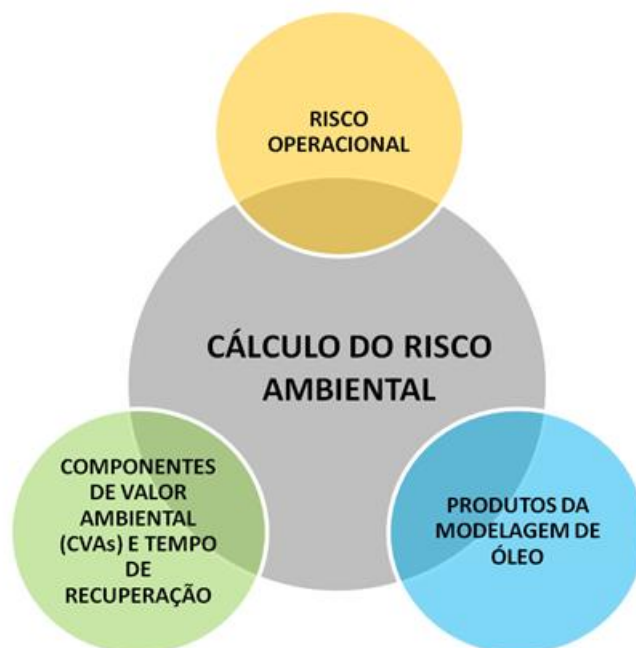 RISCO
OPERACIONAL
CÁLCULO DO RISCO
AMBIENTAL
COMPONENTES
DE VALOR
AMBIENTAL
(CVAs) E TEMPO
DE
RECUPERAÇÃO
PRODUTOS DA
MODELAGEM DE
ÓLEO